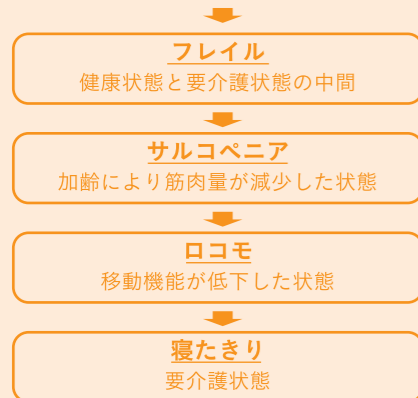 フレイル
健康状態と要介護状態の中間
サルコペニア
加齢により筋肉量が減少した状態
ロコモ
移動機能が低下した状態
寝たきり
要介護状態